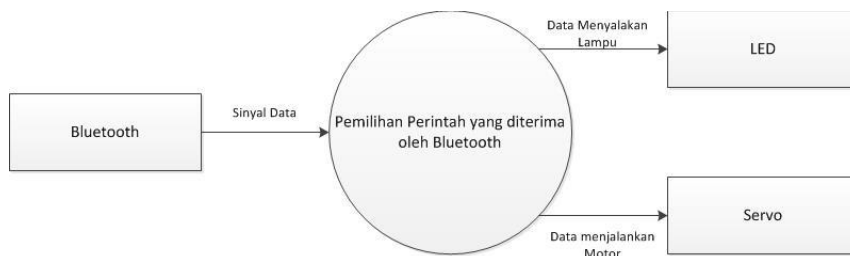 Data Menyalakan
Lampu
LED
Bluetooth
Sinyal Data
Pemilihan Perintah yang diterima
oleh Bluetooth
Servo
Data menjalankan
Motor